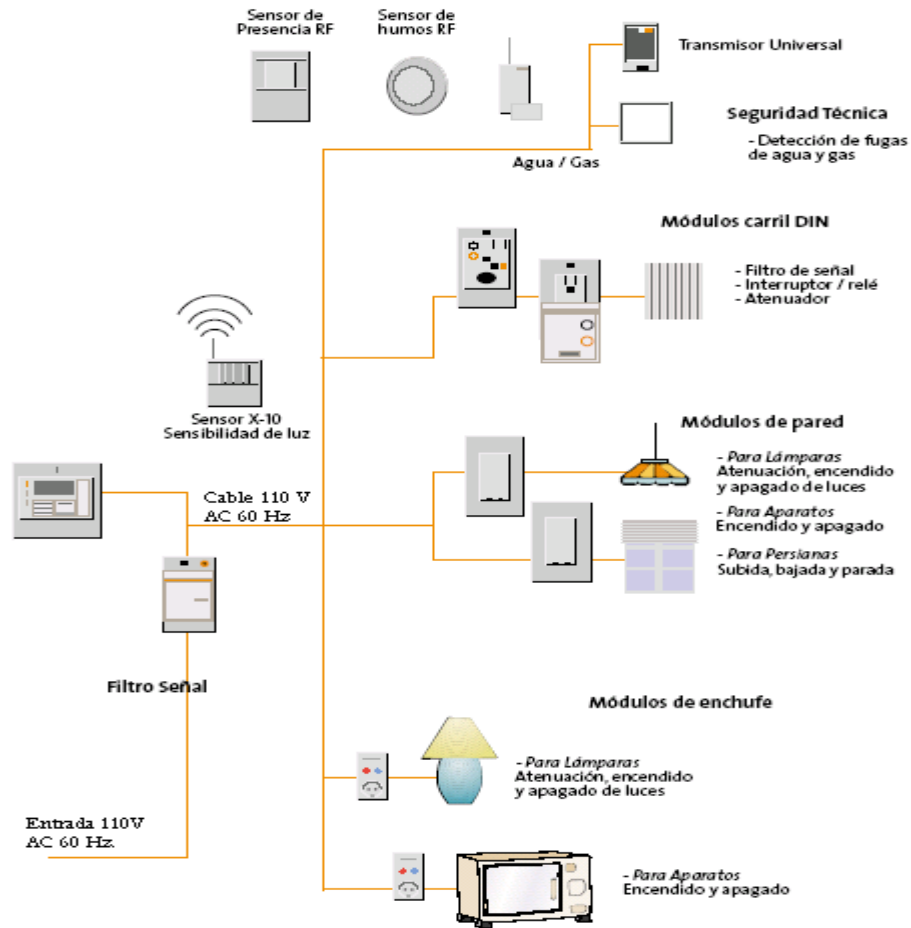 Sensor de
Presencia RF
Sensor de
humos RF
Transmisor Universal
Seguridad Técnica
- Detección de fugas
de agua y gas
Agua / Gas
Módulos carril DIN
- Filtro de señal
- Interruptor / relé
- Atenuador
Sensor X-10
Sensibilidad de luz
Módulos de pared
- Para Lámparas
Atenuación, encendido
y apagado de luces
- Para Aparatos
Encendido y apagado
- Para Persianas
Subida, bajada y parada
Cable 110 V
AC 60 Hz
Filtro Señal
Módulos de enchufe
- Para Lámparas
Atenuación, encendido
y apagado de luces
Entrada 110V
AC 60 Hz
- Para Aparatos
Encendido y apagado